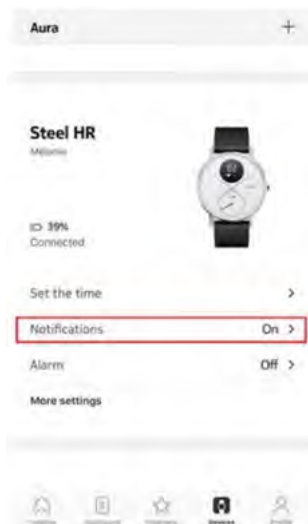 Aura +
Steel HR
39%
Connected
Set the time >
Notifications On >
Alarm Off >
More settings